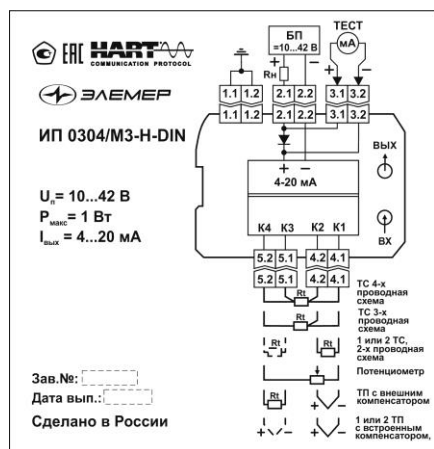 ЕАС HART
COMMUNICATION PROTOCOL
ЭЛЕМЕР
ИП 0304/М3-Н-DIN
Uп= 10...42 В
Pмакс= 1 Вт
Iвых = 4...20 мА
БП
=10...42 В
ТЕСТ
мА
+ −
Rн
+ −
1.1 1.2 2.1 2.2 3.1 3.2
1.1 1.2 2.1 2.2 3.1 3.2
+ −
4-20 мА
ВЫХ
ВХ
К4 К3 К2 К1
5.2 5.1 4.2 4.1
5.2 5.1 4.2 4.1
Rt
ТС 4-х
проводная
схема
Rt
ТС 3-х
проводная
схема
Rt Rt
1 или 2 ТС,
2-х проводная
схема
Потенциометр
Rt + −
ТП с внешним
компенсатором
+ − + −
1 или 2 ТП
с встроенным
компенсатором,
Зав.№:
Дата вып.:
Сделано в России